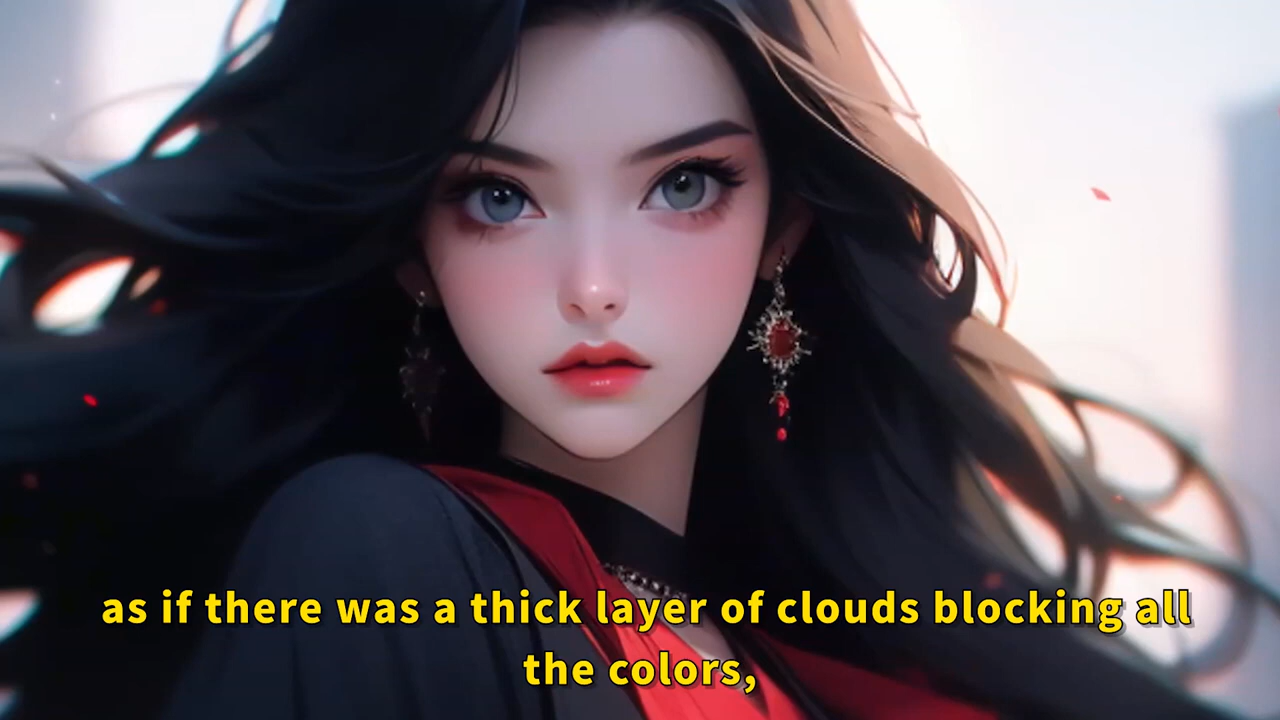 as if there was a thick layer of clouds blocking all
the colors,